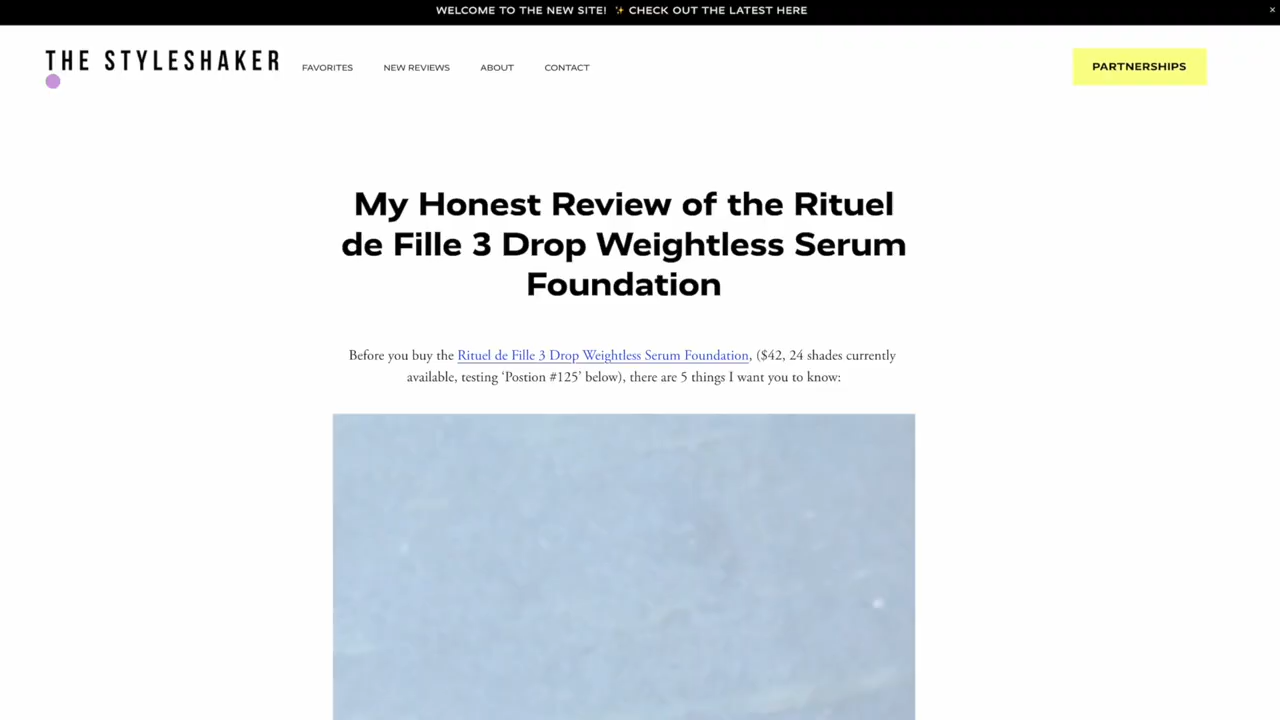 WELCOME TO THE NEW SITE! ✨ CHECK OUT THE LATEST HERE ×
THE STYLESHAKER
FAVORITES
NEW REVIEWS
ABOUT
CONTACT
PARTNERSHIPS
My Honest Review of the Rituel
de Fille 3 Drop Weightless Serum
Foundation
Before you buy the Rituel de Fille 3 Drop Weightless Serum Foundation, ($42, 24 shades currently
available, testing ‘Postion #125’ below), there are 5 things I want you to know: